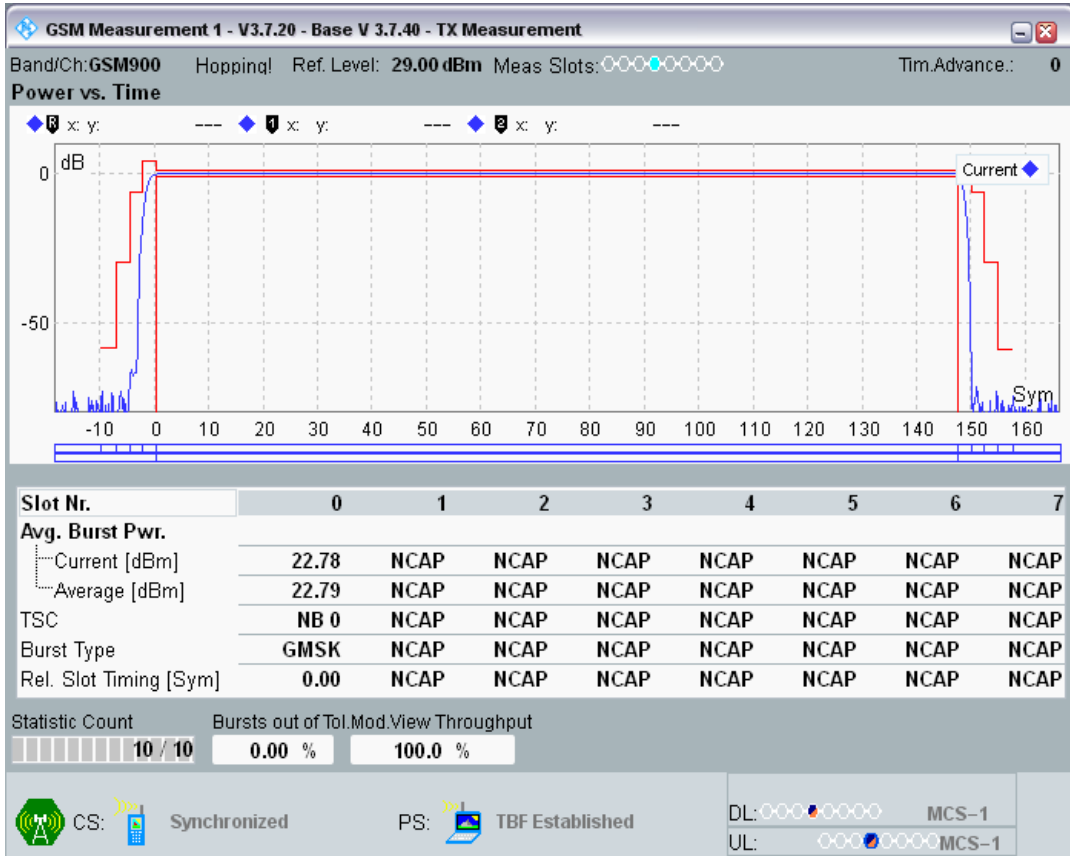 GSM Measurement 1 - V3.7.20 - Base V 3.7.40 - TX Measurement
Band/Ch:GSM900 Hopping! Ref. Level: 29.00 dBm Meas Slots: Tim.Advance.: 0
Power vs. Time
R x: y: --- 1 x: y: --- 2 x: y: ---
dB
Current
0
-50
Sym
-10 0 10 20 30 40 50 60 70 80 90 100 110 120 130 140 150 160
Slot Nr. 0 1 2 3 4 5 6 7
Avg. Burst Pwr.
Current [dBm] 22.78 NCAP NCAP NCAP NCAP NCAP NCAP NCAP
Average [dBm] 22.79 NCAP NCAP NCAP NCAP NCAP NCAP NCAP
TSC NB 0 NCAP NCAP NCAP NCAP NCAP NCAP NCAP
Burst Type GMSK NCAP NCAP NCAP NCAP NCAP NCAP NCAP
Rel. Slot Timing [Sym] 0.00 NCAP NCAP NCAP NCAP NCAP NCAP NCAP
Statistic Count Bursts out of Tol.Mod.View Throughput
10 / 10 0.00 % 100.0 %
CS: Synchronized PS: TBF Established
DL: MCS-1
UL: MCS-1